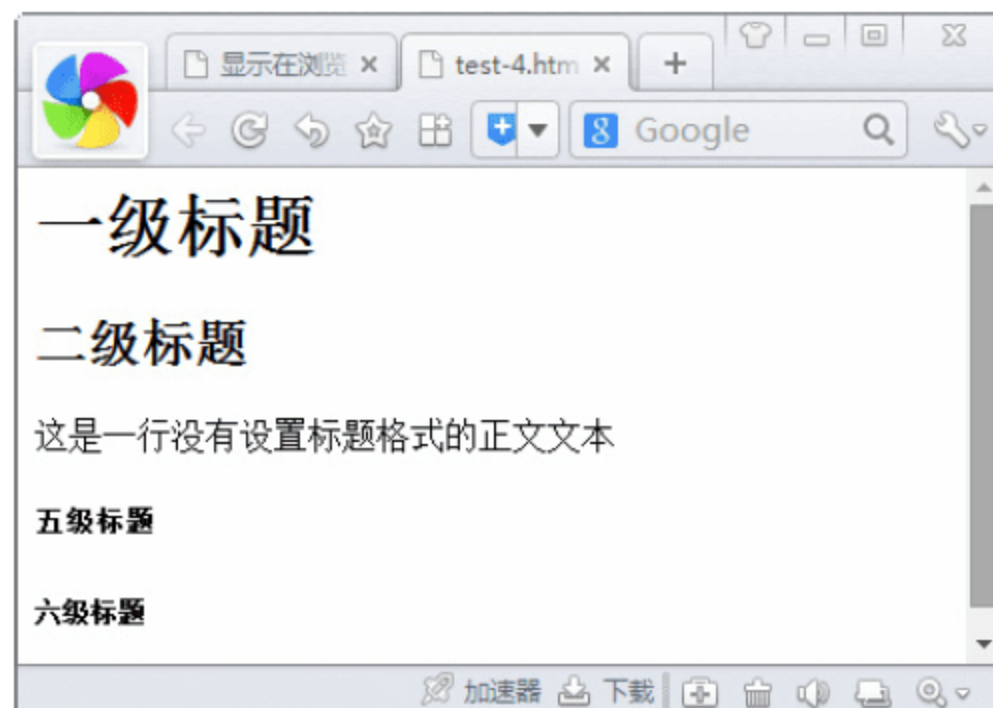 显示在浏览
test-4.htm
Google
一级标题
二级标题
这是一行没有设置标题格式的正文文本
五级标题
六级标题
加速器 下载